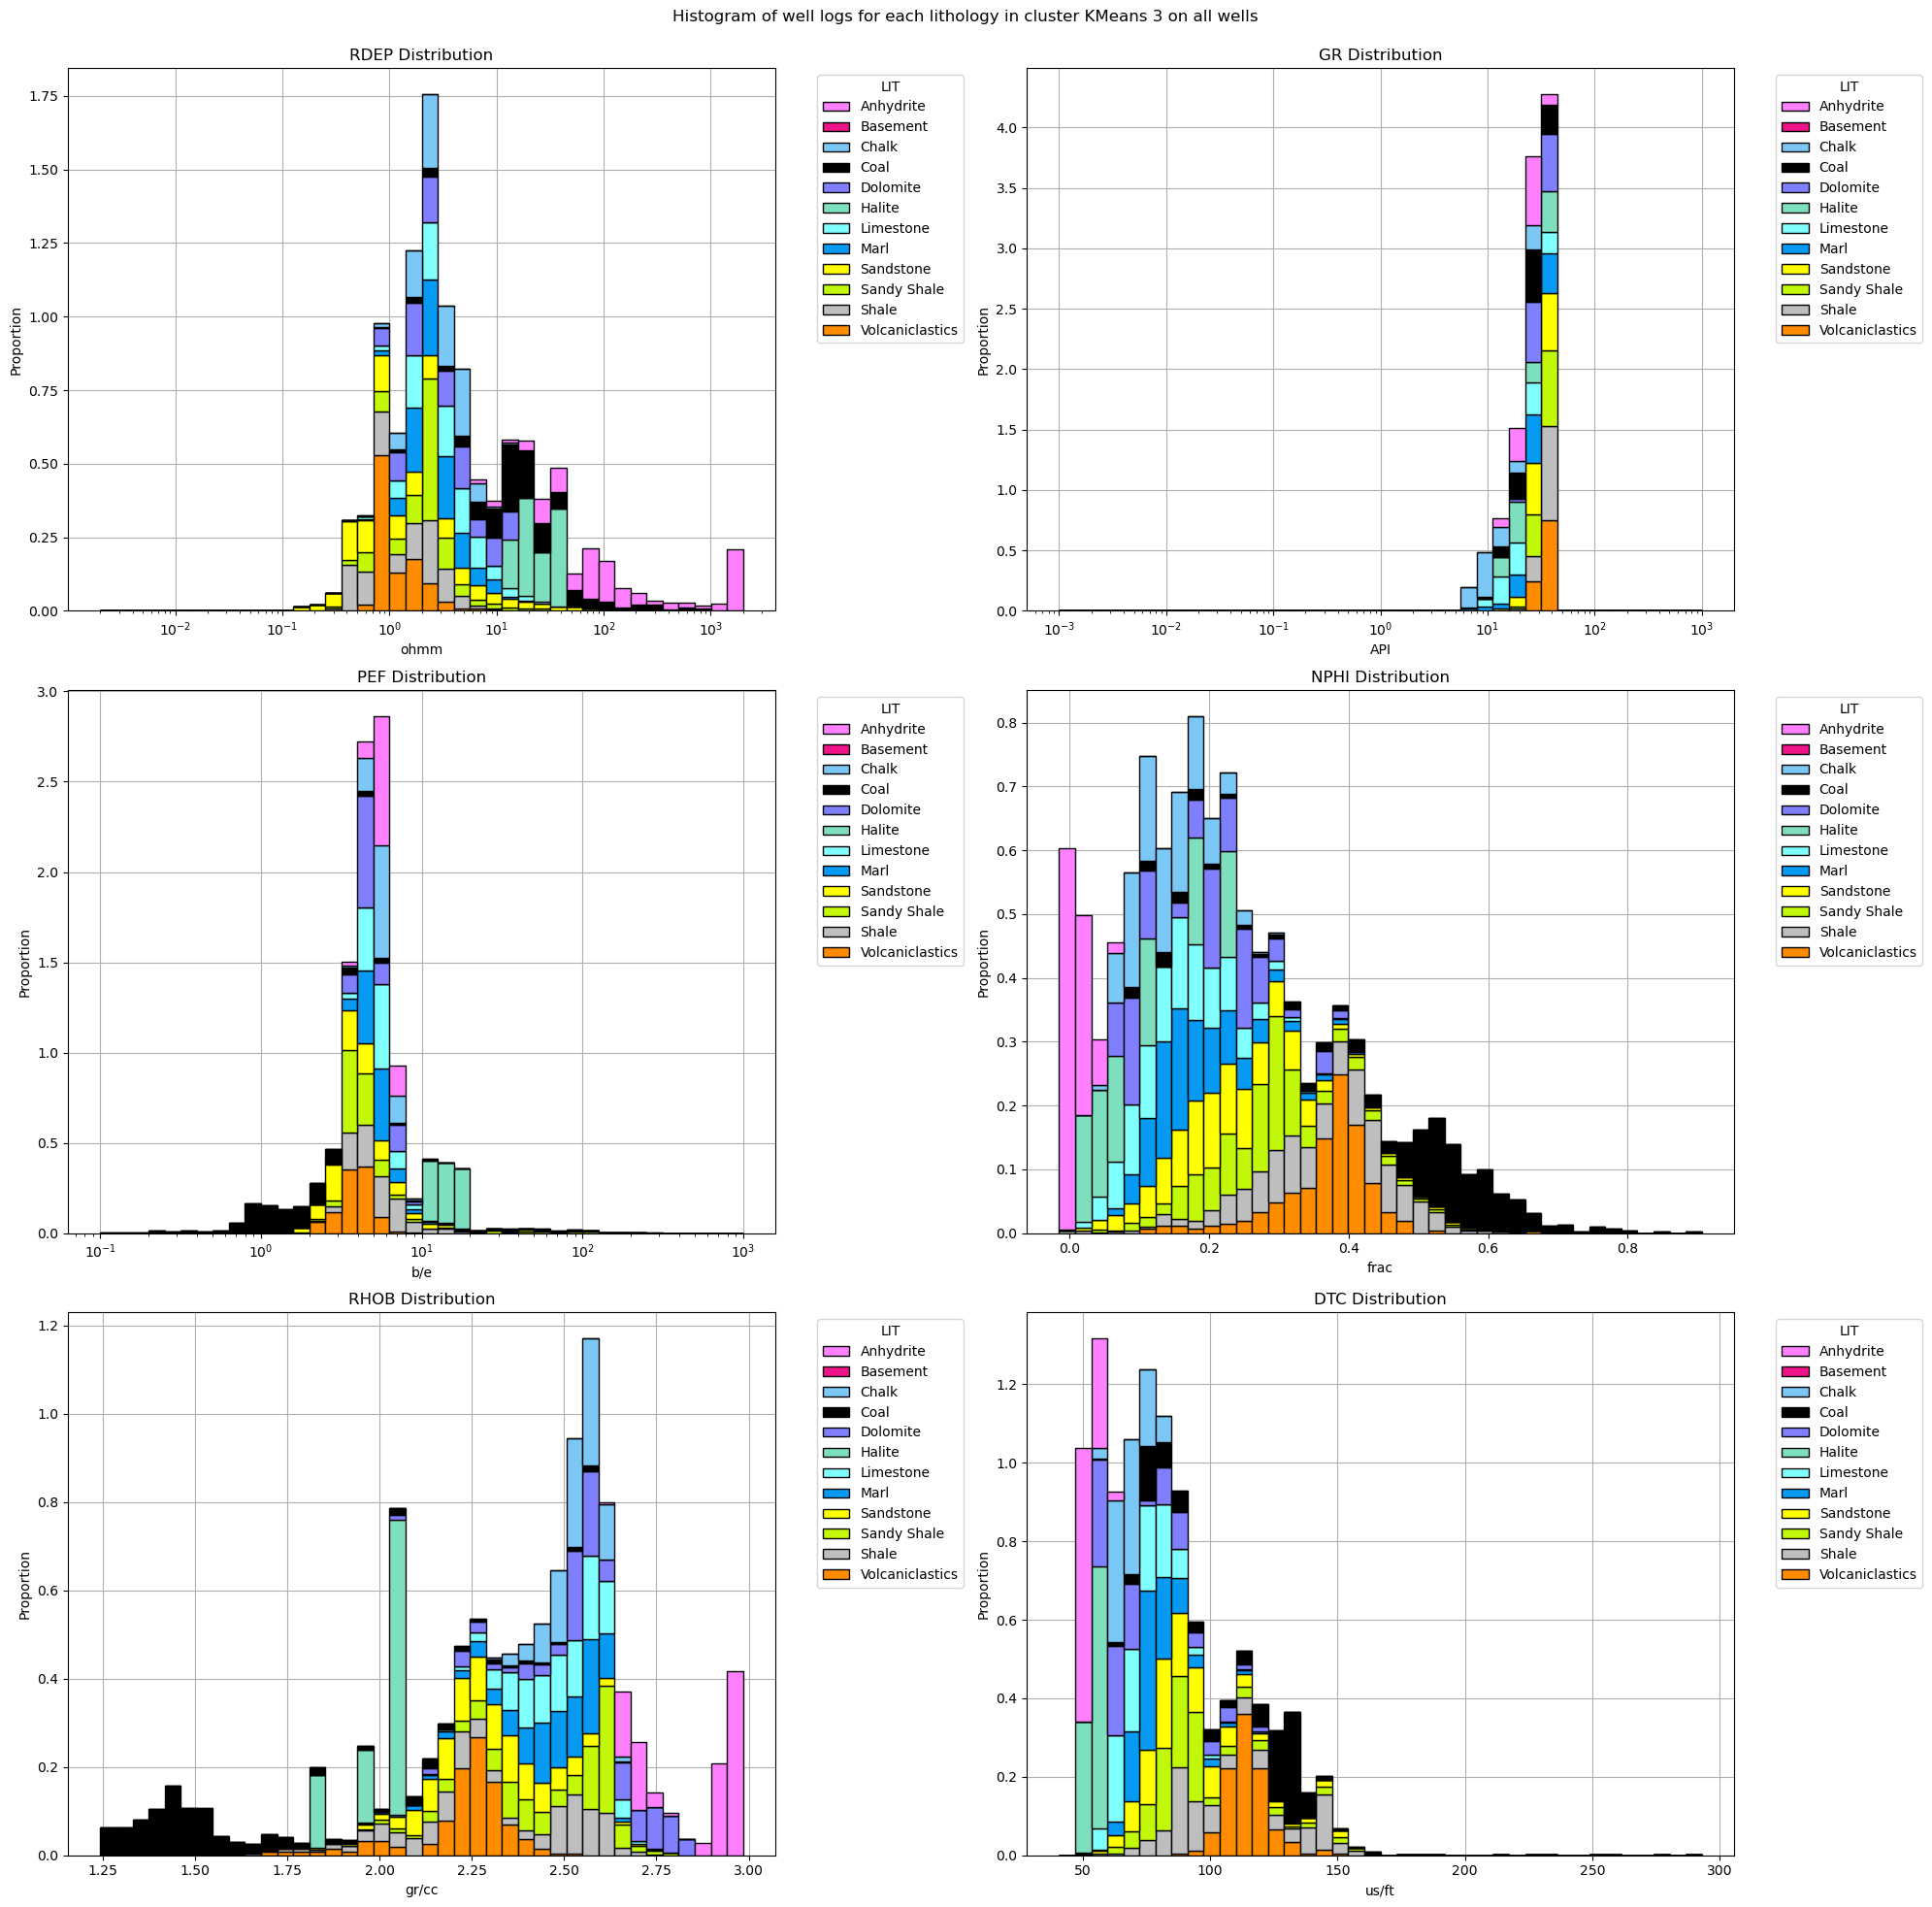 Histogram of well logs for each lithology in cluster KMeans 3 on all wells
RDEP Distribution
Proportion
1.75
1.50
1.25
1.00
0.75
0.50
0.25
0.00
10⁻² 10⁻¹ 10⁰ 10¹ 10² 10³
ohmm
LIT
Anhydrite
Basement
Chalk
Coal
Dolomite
Halite
Limestone
Marl
Sandstone
Sandy Shale
Shale
Volcaniclastics
GR Distribution
Proportion
4.0
3.5
3.0
2.5
2.0
1.5
1.0
0.5
0.0
10⁻³ 10⁻² 10⁻¹ 10⁰ 10¹ 10² 10³
API
LIT
Anhydrite
Basement
Chalk
Coal
Dolomite
Halite
Limestone
Marl
Sandstone
Sandy Shale
Shale
Volcaniclastics
PEF Distribution
Proportion
3.0
2.5
2.0
1.5
1.0
0.5
0.0
10⁻¹ 10⁰ 10¹ 10² 10³
b/e
LIT
Anhydrite
Basement
Chalk
Coal
Dolomite
Halite
Limestone
Marl
Sandstone
Sandy Shale
Shale
Volcaniclastics
NPHI Distribution
Proportion
0.8
0.7
0.6
0.5
0.4
0.3
0.2
0.1
0.0
0.0 0.2 0.4 0.6 0.8
frac
LIT
Anhydrite
Basement
Chalk
Coal
Dolomite
Halite
Limestone
Marl
Sandstone
Sandy Shale
Shale
Volcaniclastics
RHOB Distribution
Proportion
1.2
1.0
0.8
0.6
0.4
0.2
0.0
1.25 1.50 1.75 2.00 2.25 2.50 2.75 3.00
gr/cc
LIT
Anhydrite
Basement
Chalk
Coal
Dolomite
Halite
Limestone
Marl
Sandstone
Sandy Shale
Shale
Volcaniclastics
DTC Distribution
Proportion
1.2
1.0
0.8
0.6
0.4
0.2
0.0
50 100 150 200 250 300
us/ft
LIT
Anhydrite
Basement
Chalk
Coal
Dolomite
Halite
Limestone
Marl
Sandstone
Sandy Shale
Shale
Volcaniclastics